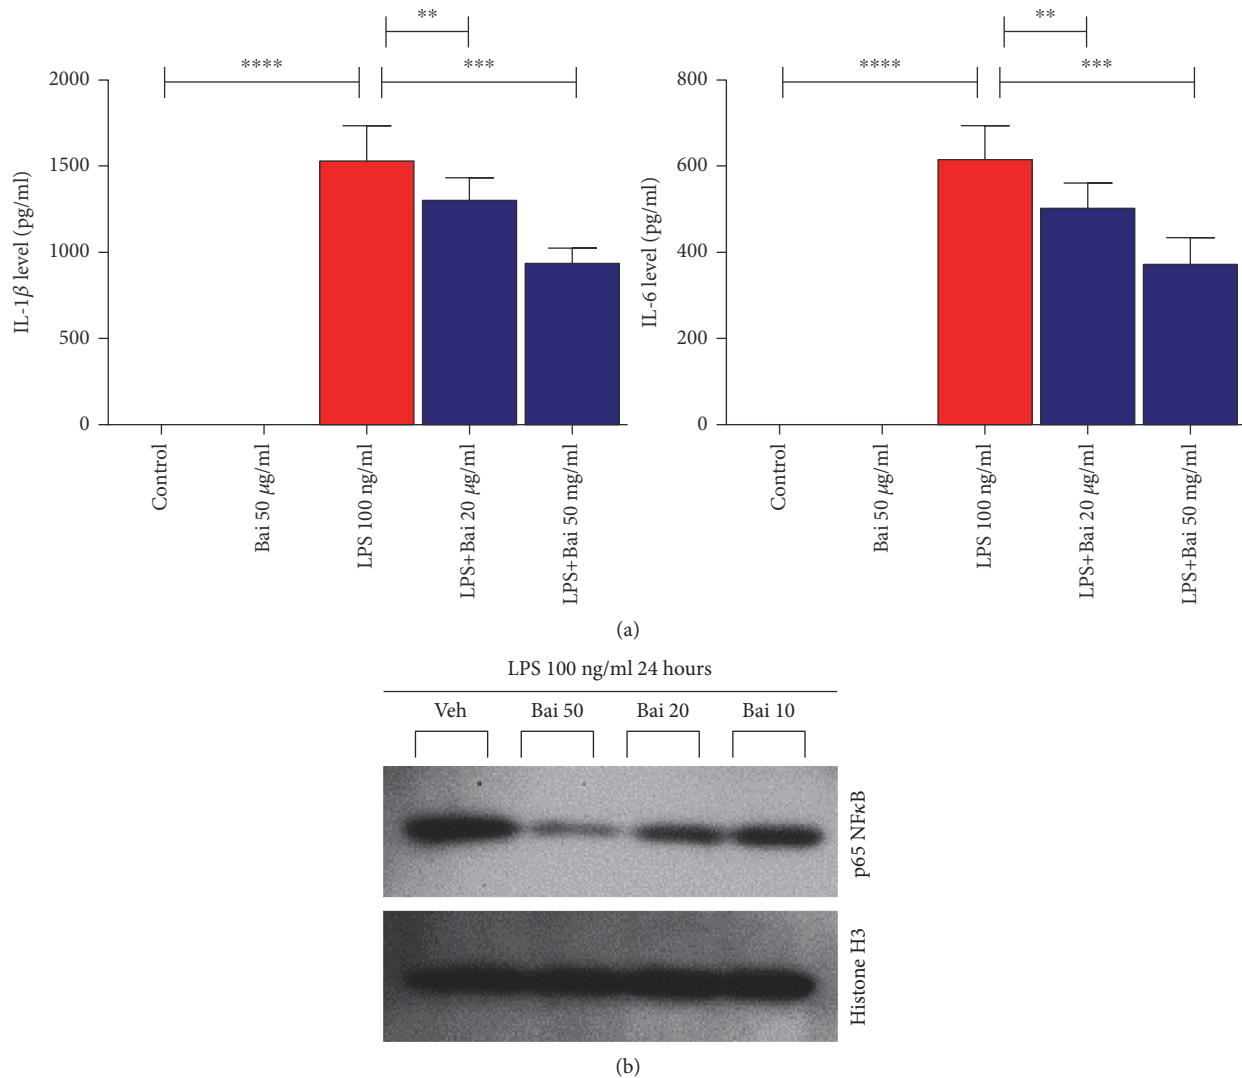 **
**
**** ***
**** ***
2000
1500
1000
500
0
IL-1β level (pg/ml)
Control
Bai 50 μg/ml
LPS 100 ng/ml
LPS+Bai 20 μg/ml
LPS+Bai 50 mg/ml
800
600
400
200
0
IL-6 level (pg/ml)
Control
Bai 50 μg/ml
LPS 100 ng/ml
LPS+Bai 20 μg/ml
LPS+Bai 50 mg/ml
(a)
LPS 100 ng/ml 24 hours
Veh Bai 50 Bai 20 Bai 10
p65 NFκB
Histone H3
(b)